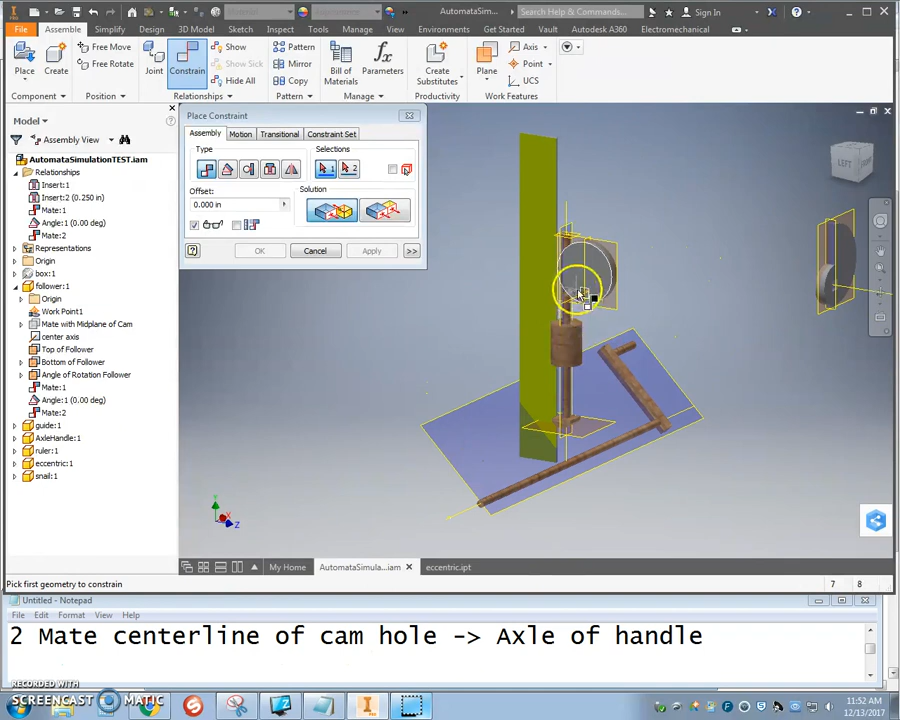 AutomataSim...
Search Help & Commands...
Sign In
File
Assemble
Simplify
Design
3D Model
Sketch
Inspect
Tools
Manage
View
Environments
Get Started
Vault
Autodesk A360
Electromechanical
Place
Create
Free Move
Free Rotate
Joint
Constrain
Show
Show Sick
Hide All
Pattern
Mirror
Copy
Bill of
Materials
Parameters
Create
Substitutes
Plane
Axis
Point
UCS
Component
Position
Relationships
Pattern
Manage
Productivity
Work Features
Model
Assembly View
AutomataSimulationTEST.iam
Relationships
Insert:1
Insert:2 (0.250 in)
Mate:1
Angle:1 (0.00 deg)
Mate:2
Representations
Origin
box:1
follower:1
Origin
Work Point1
Mate with Midplane of Cam
center axis
Top of Follower
Bottom of Follower
Angle of Rotation Follower
Mate:1
Angle:1 (0.00 deg)
Mate:2
guide:1
AxleHandle:1
ruler:1
eccentric:1
snail:1
Place Constraint
Assembly
Motion
Transitional
Constraint Set
Type
Selections
1
2
Offset:
0.000 in
Solution
OK
Cancel
Apply
>>
LEFT
Y
X
Z
My Home
AutomataSimula...iam
eccentric.ipt
Pick first geometry to constrain
7
8
Untitled - Notepad
File
Edit
Format
View
Help
2 Mate centerline of cam hole -> Axle of handle
RECORDED WITH
SCREENCAST MATIC
11:52 AM
12/13/2017